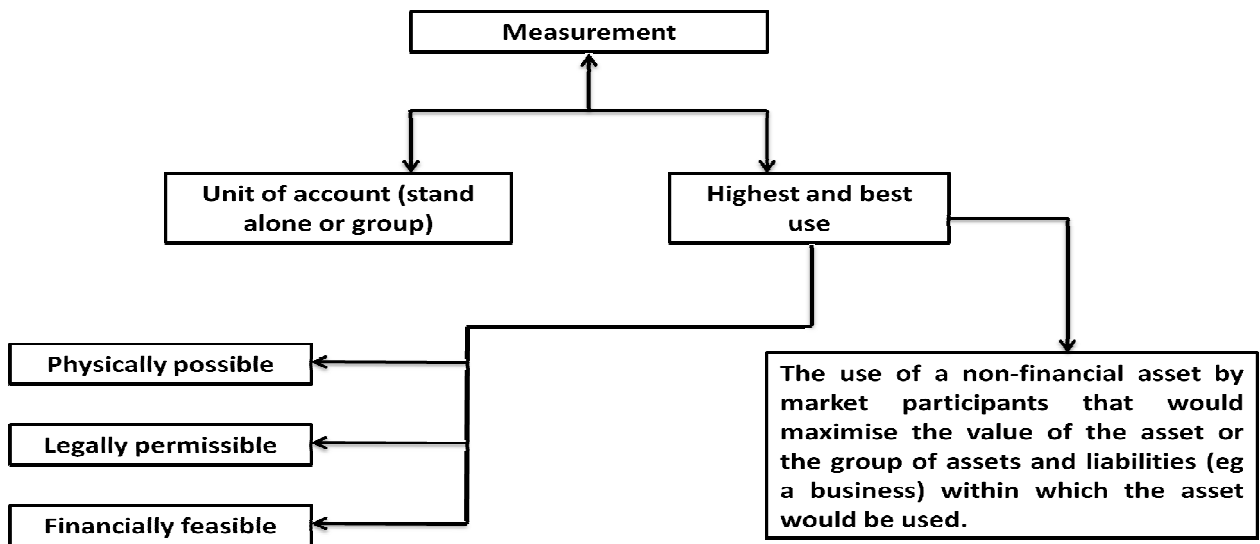 Measurement
Unit of account (stand
alone or group)
Highest and best
use
Physically possible
Legally permissible
Financially feasible
The use of a non-financial asset by
market participants that would
maximise the value of the asset or
the group of assets and liabilities (eg
a business) within which the asset
would be used.